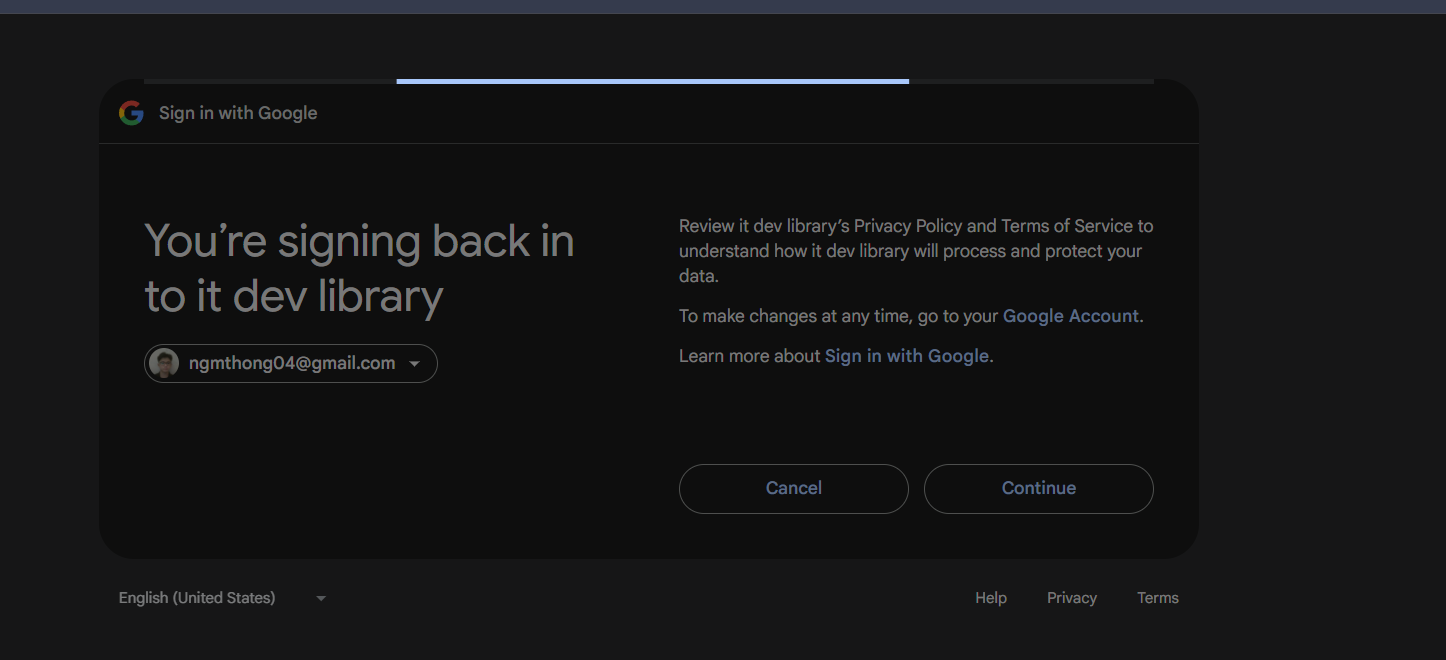 Sign in with Google
You’re signing back in
to it dev library
ngmthong04@gmail.com
Review it dev library’s Privacy Policy and Terms of Service to
understand how it dev library will process and protect your
data.
To make changes at any time, go to your Google Account.
Learn more about Sign in with Google.
Cancel
Continue
English (United States)
Help
Privacy
Terms